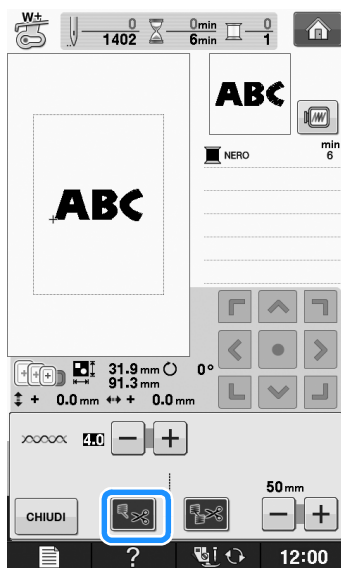 W+
0 0min 0
1402 6min 1
ABC
min
NERO 6
ABC
31.9 mm 0°
91.3 mm
+ 0.0 mm + 0.0 mm
4.0 - +
50 mm
CHIUDI - +
? 12:00